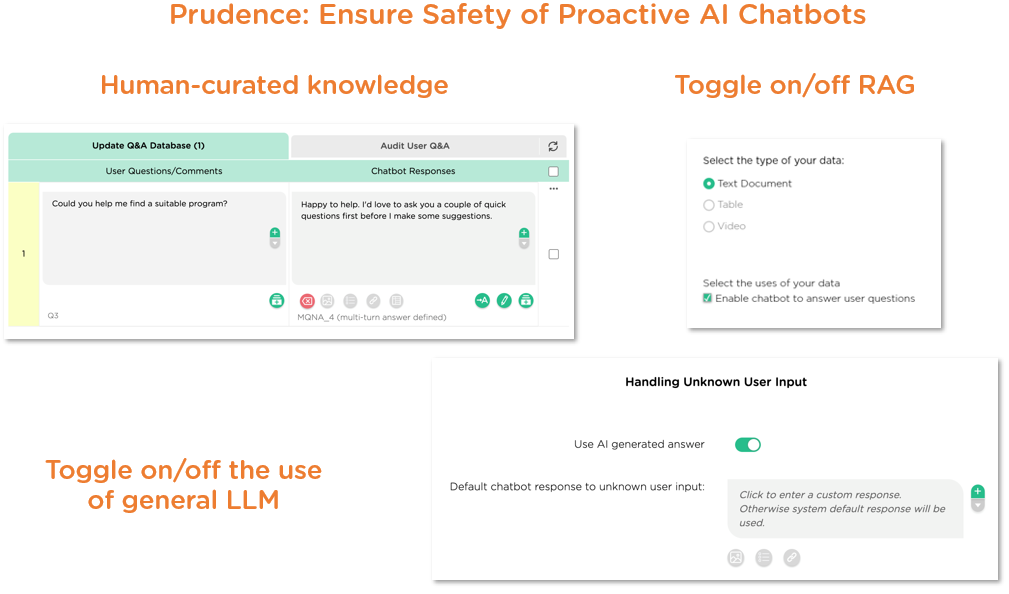 Prudence: Ensure Safety of Proactive AI Chatbots
Human-curated knowledge
Toggle on/off RAG
Update Q&A Database (1)
Audit User Q&A
User Questions/Comments
Chatbot Responses
1
Could you help me find a suitable program?
Happy to help. I'd love to ask you a couple of quick
questions first before I make some suggestions.
Q3
MQNA_4 (multi-turn answer defined)
Select the type of your data:
Text Document
Table
Video
Select the uses of your data
Enable chatbot to answer user questions
Toggle on/off the use
of general LLM
Handling Unknown User Input
Use AI generated answer
Default chatbot response to unknown user input:
Click to enter a custom response.
Otherwise system default response will be
used.